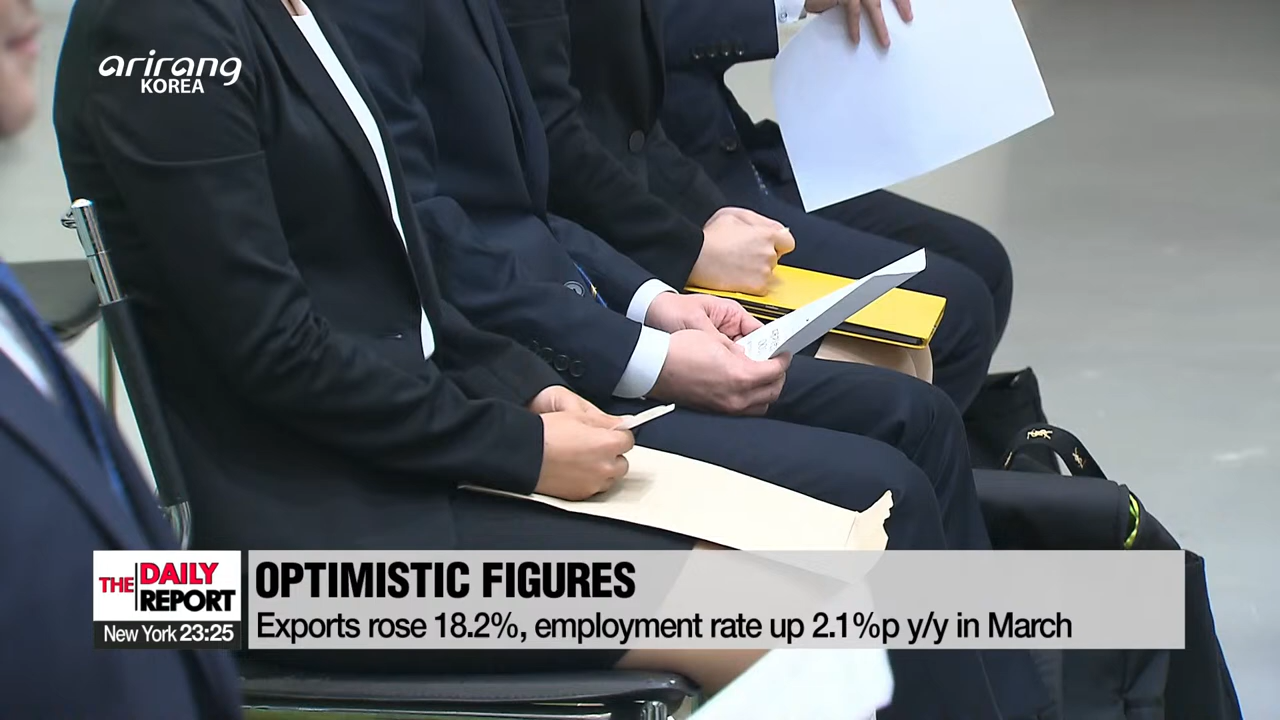 arirang
KOREA
THE DAILY REPORT
OPTIMISTIC FIGURES
Exports rose 18.2%, employment rate up 2.1%p y/y in March
New York 23:25